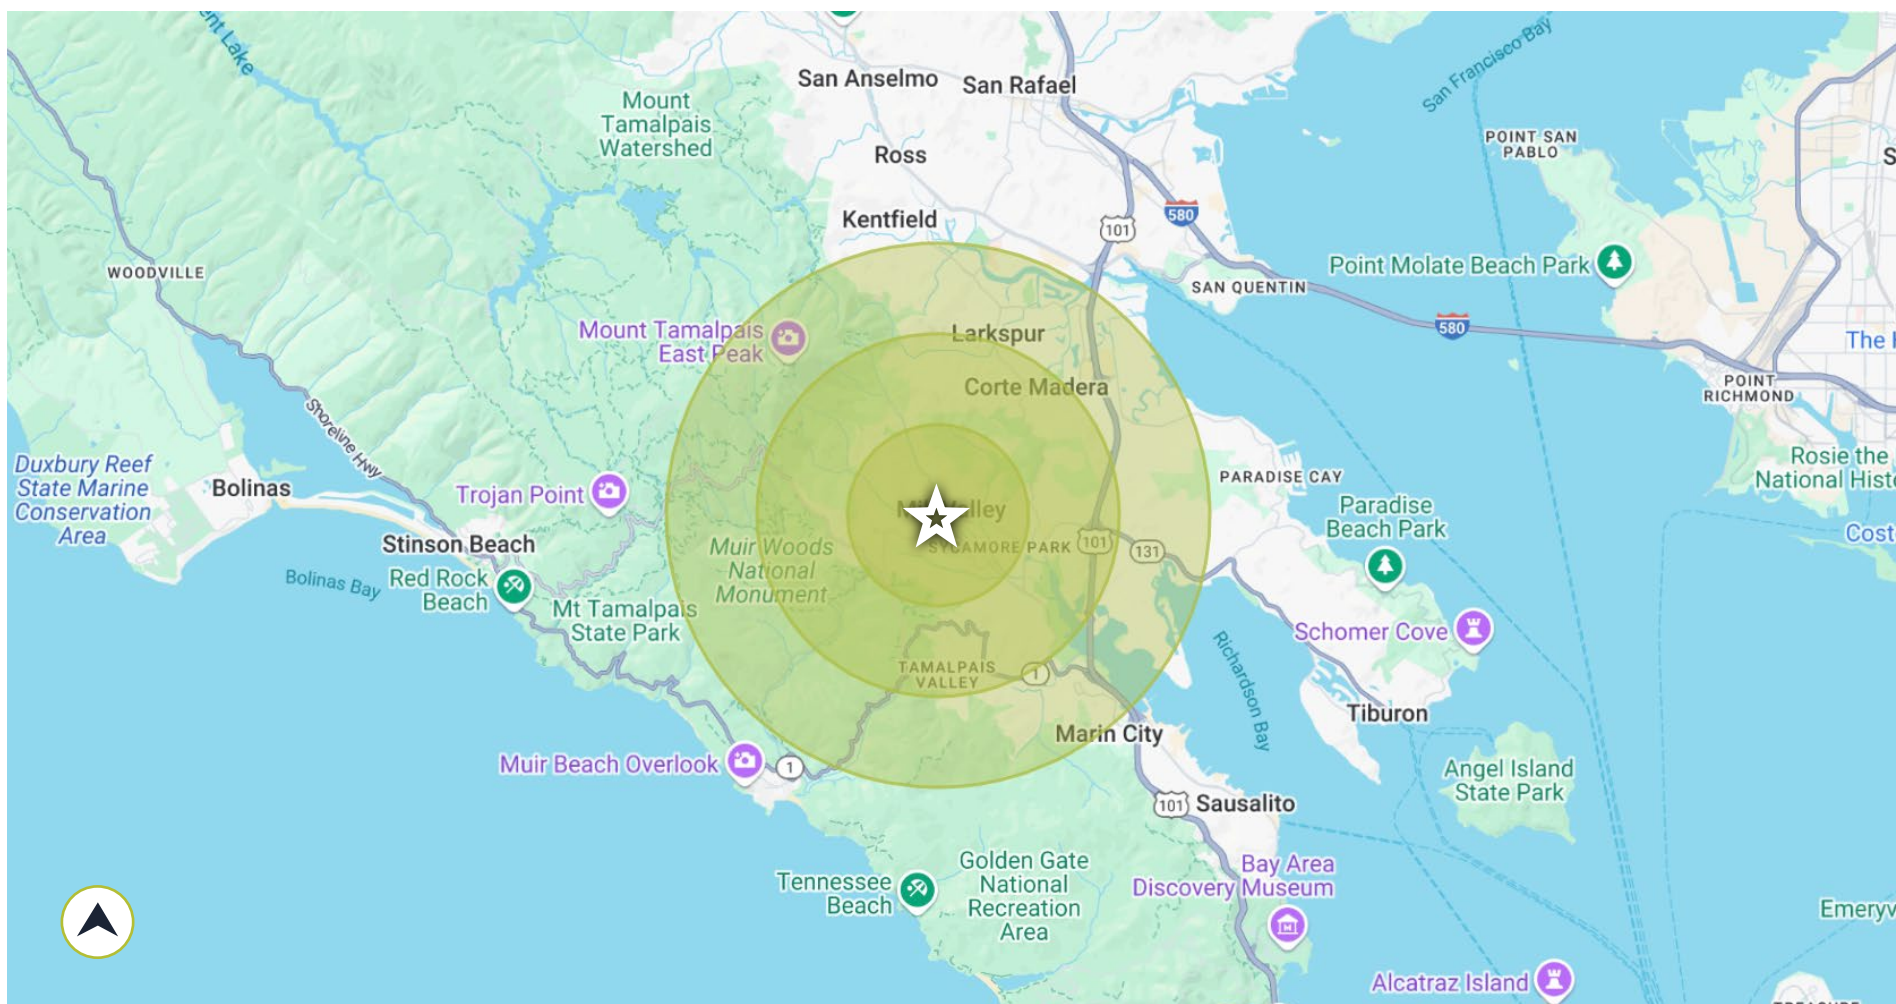 San Anselmo
San Rafael
San Francisco Bay
Mount
Tamalpais
Watershed
POINT SAN
PABLO
Ross
Kentfield
101
580
WOODVILLE
Point Molate Beach Park
SAN QUENTIN
Mount Tamalpais
East Peak
Larkspur
580
The
Corte Madera
POINT
RICHMOND
Shoreline Hwy
Duxbury Reef
State Marine
Conservation
Area
Bolinas
Trojan Point
PARADISE CAY
Rosie the
National
Paradise
Beach Park
SYCAMORE PARK
101
131
Stinson Beach
Muir Woods
National
Monument
Bolinas Bay
Red Rock
Beach
Mt Tamalpais
State Park
Schomer Cove
Richardson Bay
TAMALPAIS
VALLEY
1
Tiburon
Marin City
Muir Beach Overlook
1
Angel Island
State Park
101
Sausalito
Golden Gate
National
Recreation
Area
Bay Area
Discovery Museum
Tennessee
Beach
Alcatraz Island